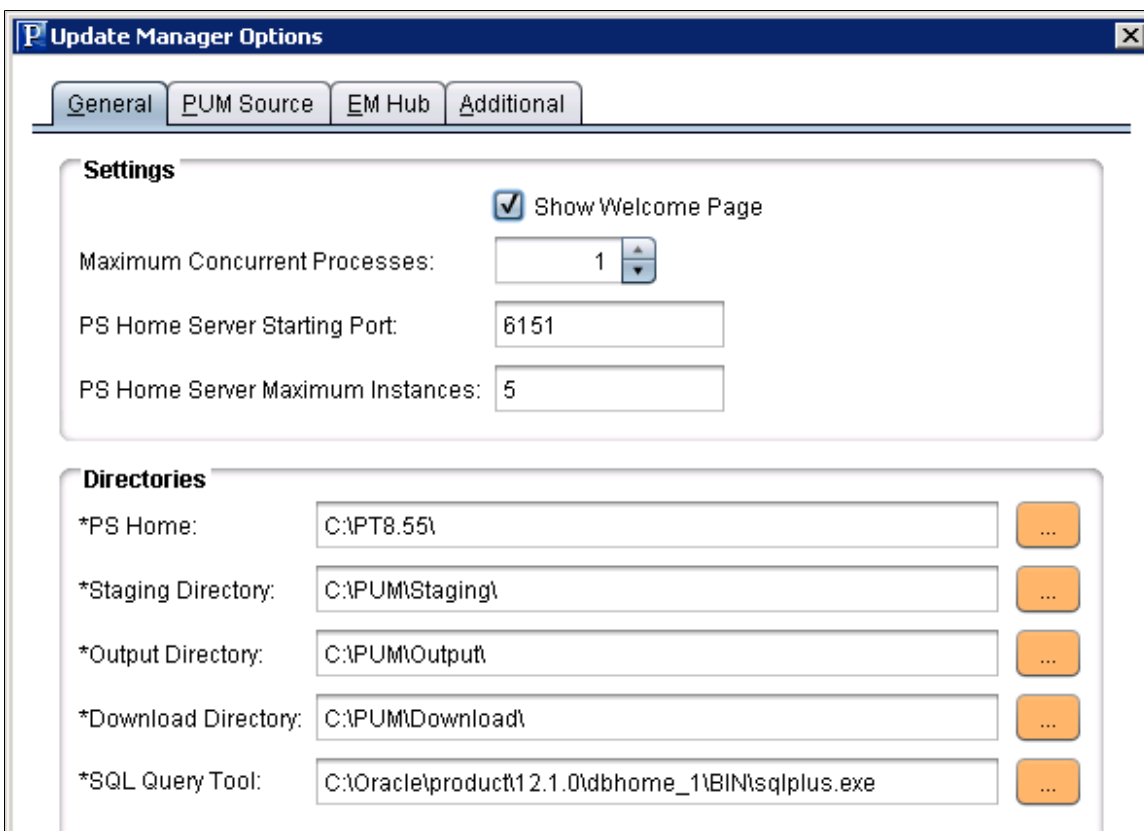 P Update Manager Options
General PUM Source EM Hub Additional
Settings
Show Welcome Page
Maximum Concurrent Processes: 1
PS Home Server Starting Port: 6151
PS Home Server Maximum Instances: 5
Directories
*PS Home: C:\PT8.55\ ...
*Staging Directory: C:\PUM\Staging\ ...
*Output Directory: C:\PUM\Output\ ...
*Download Directory: C:\PUM\Download\ ...
*SQL Query Tool: C:\Oracle\product\12.1.0\dbhome_1\BIN\sqlplus.exe ...